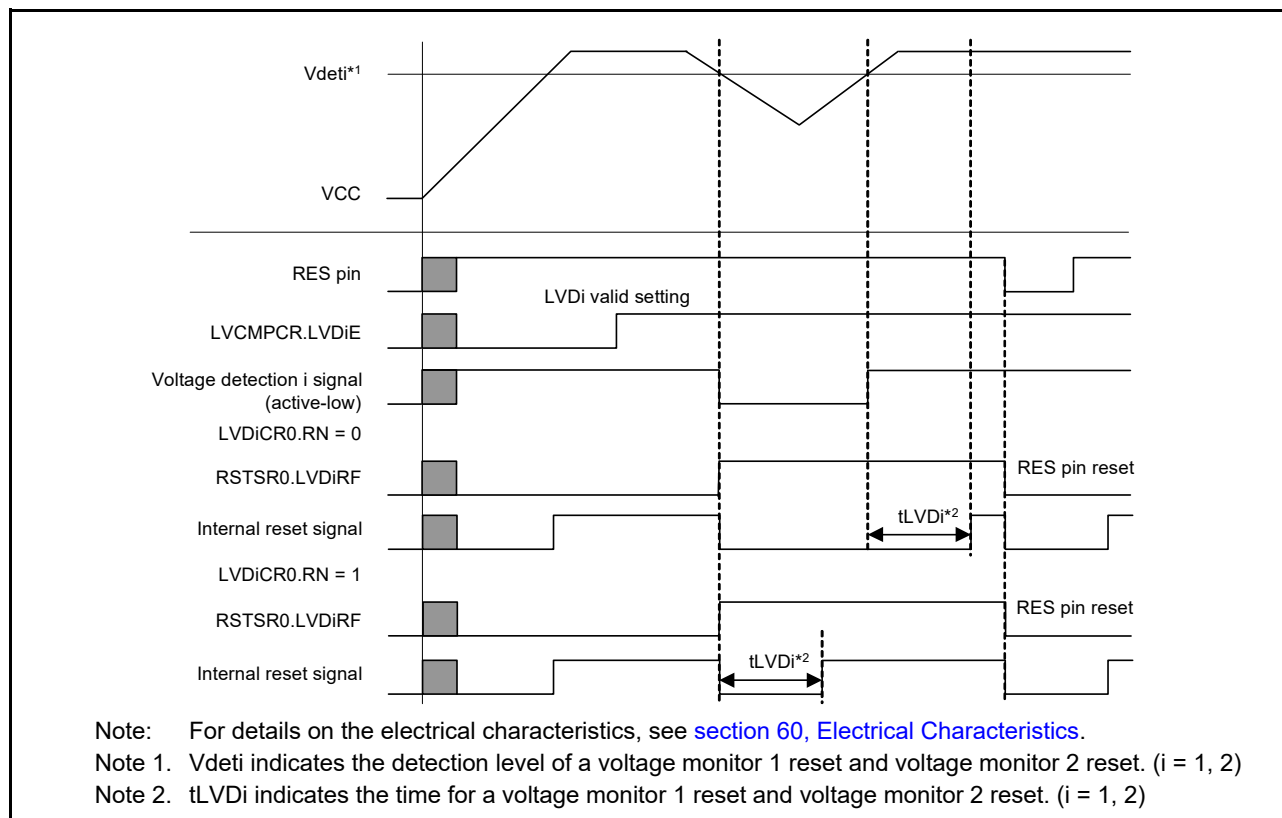 Vdeti*1
VCC
RES pin
LVDi valid setting
LVCMPCR.LVDiE
Voltage detection i signal
(active-low)
LVDiCR0.RN = 0
RSTSR0.LVDiRF
RES pin reset
Internal reset signal
tLVDi*2
LVDiCR0.RN = 1
RSTSR0.LVDiRF
RES pin reset
Internal reset signal
tLVDi*2
Note: For details on the electrical characteristics, see section 60, Electrical Characteristics.
Note 1. Vdeti indicates the detection level of a voltage monitor 1 reset and voltage monitor 2 reset. (i = 1, 2)
Note 2. tLVDi indicates the time for a voltage monitor 1 reset and voltage monitor 2 reset. (i = 1, 2)